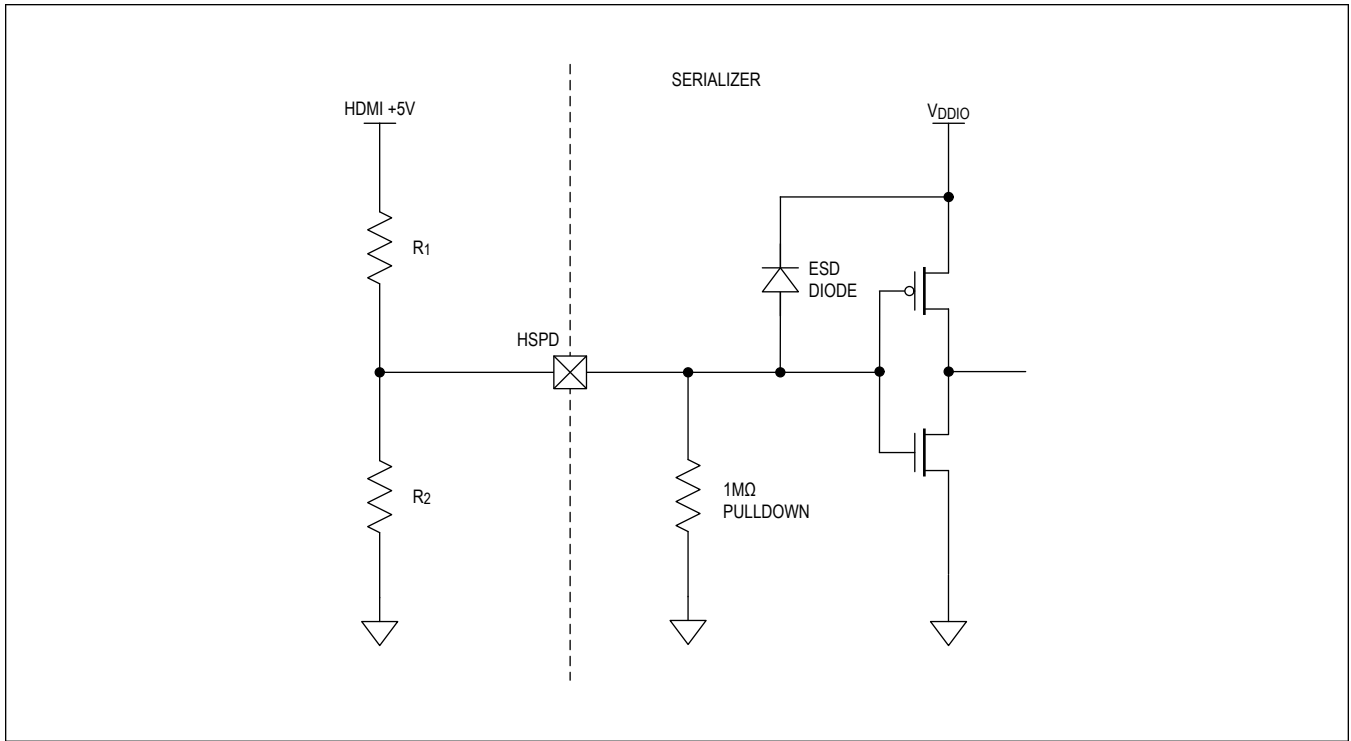 SERIALIZER
HDMI +5V
VDDIO
R1
ESD
DIODE
HSPD
R2
1MΩ
PULLDOWN